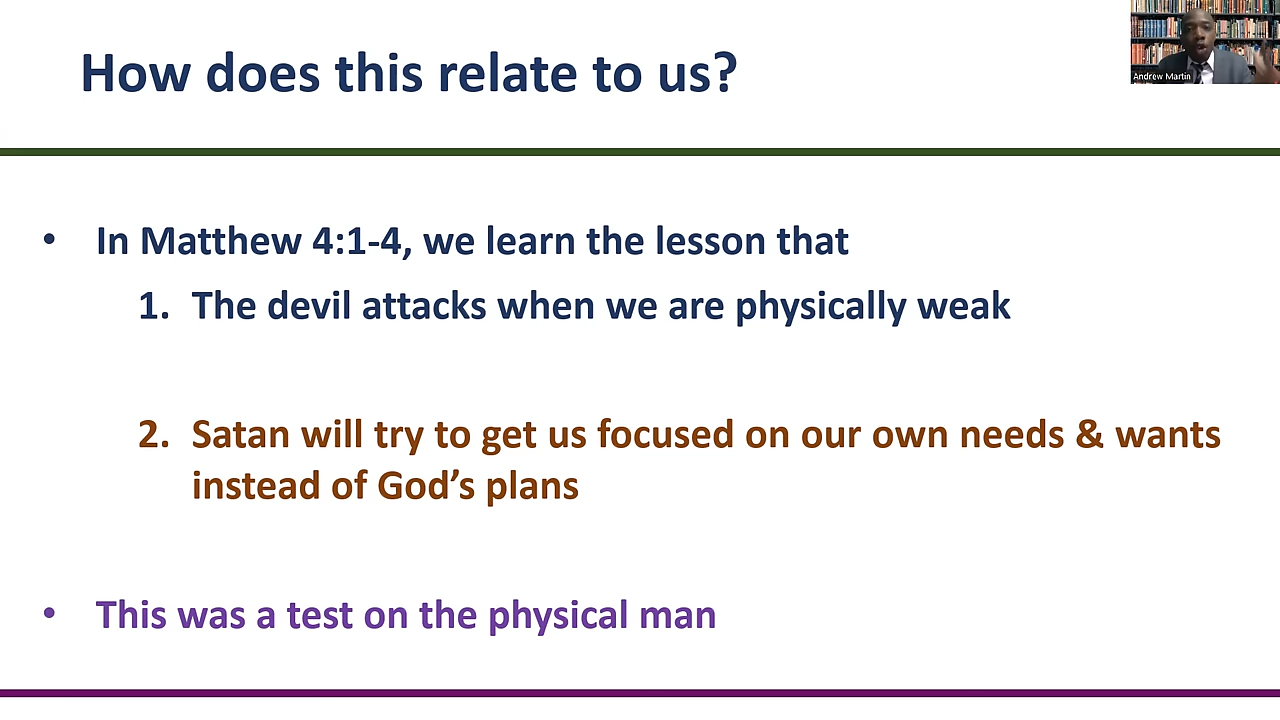 How does this relate to us?
Andrew Martin
• In Matthew 4:1-4, we learn the lesson that
1. The devil attacks when we are physically weak
2. Satan will try to get us focused on our own needs & wants
instead of God’s plans
• This was a test on the physical man